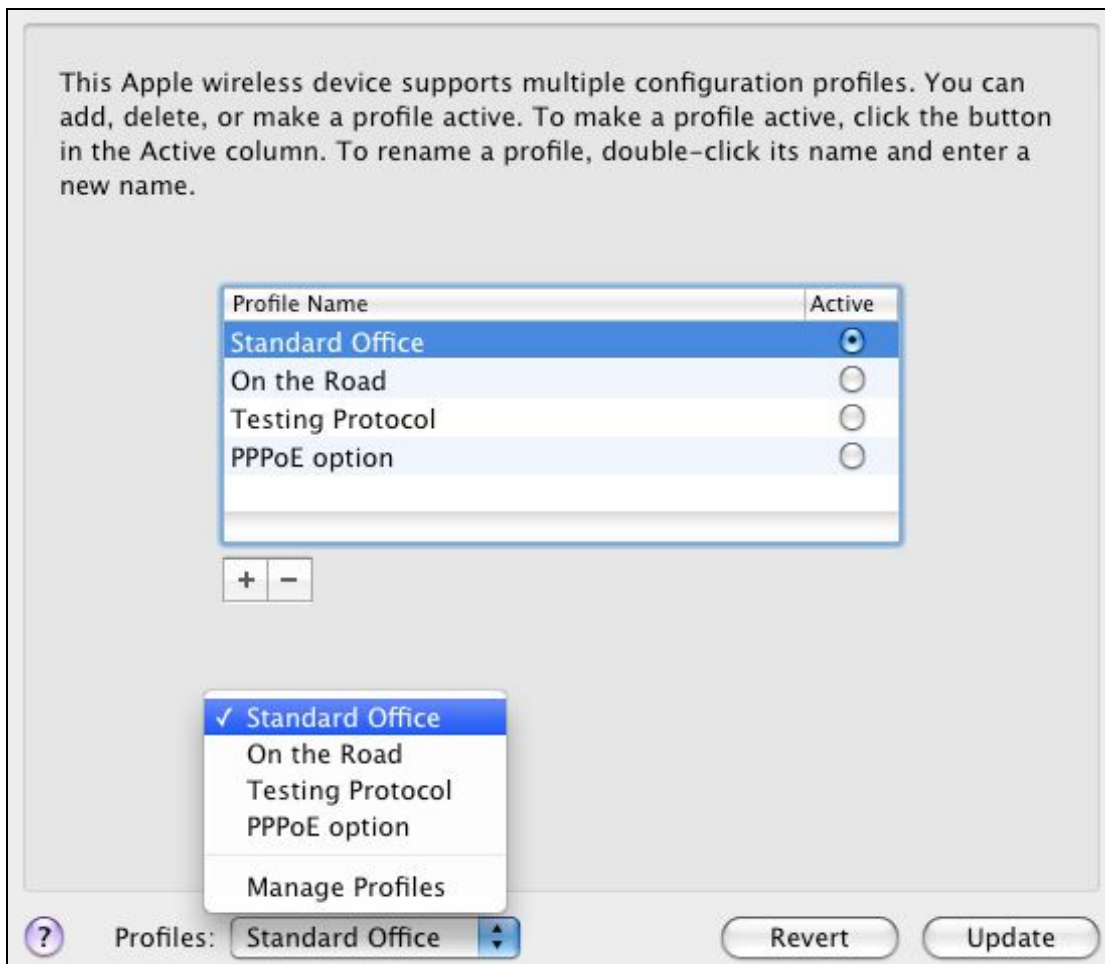 This Apple wireless device supports multiple configuration profiles. You can
add, delete, or make a profile active. To make a profile active, click the button
in the Active column. To rename a profile, double-click its name and enter a
new name.
Profile Name Active
Standard Office
On the Road
Testing Protocol
PPPoE option
+ −
✓ Standard Office
On the Road
Testing Protocol
PPPoE option
Manage Profiles
? Profiles: Standard Office Revert Update